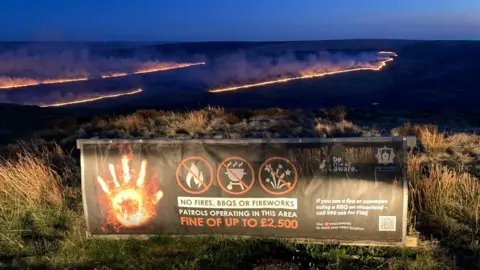 be
moor
aware.
NO FIRES, BBQS OR FIREWORKS
PATROLS OPERATING IN THIS AREA
FINE OF UP TO £2,500
If you see a fire or someone
using a BBQ on moorland -
call 999 ask for FIRE